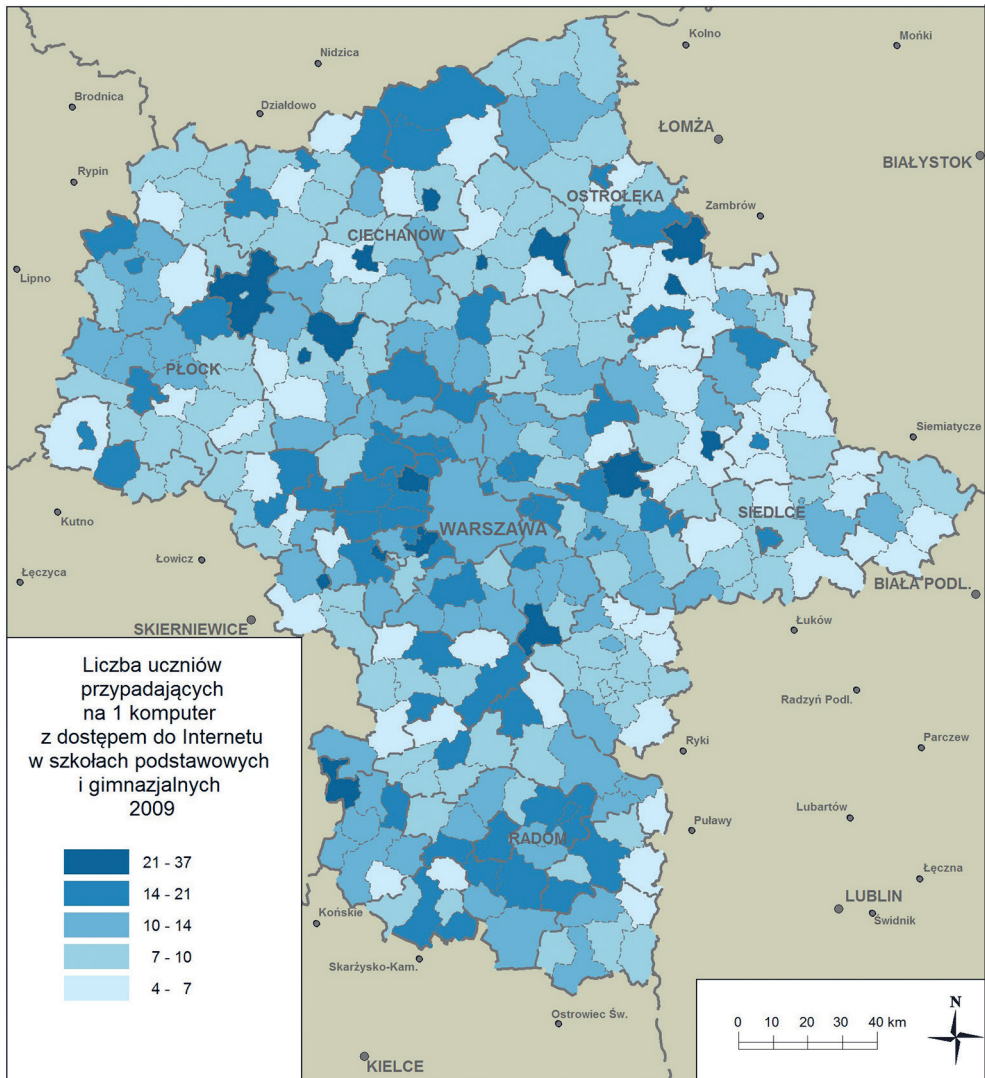 Kolno
Mońki
Nidzica
Brodnica
Działdowo
ŁOMŻA
BIAŁYSTOK
Rypin
OSTROŁĘKA
Zambrów
CIECHANÓW
Lipno
PŁOCK
Siemiatycze
Kutno
WARSZAWA
SIEDLCE
Łowicz
Łęczyca
BIAŁA PODL.
SKIERNIEWICE
Łuków
Liczba uczniów
przypadających
na 1 komputer
z dostępem do Internetu
w szkołach podstawowych
i gimnazjalnych
2009
21 - 37
14 - 21
10 - 14
7 - 10
4 - 7
Radzyń Podl.
Ryki
Parczew
Lubartów
Puławy
RADOM
Łęczna
LUBLIN
Świdnik
Końskie
Skarżysko-Kam.
Ostrowiec Św.
KIELCE
N
0 10 20 30 40 km